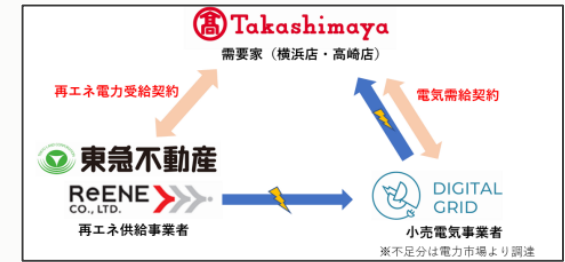 髙 Takashimaya
需要家（横浜店・高崎店）
再エネ電力受給契約
電気需給契約
東急不動産
ReENE
CO., LTD.
再エネ供給事業者
DIGITAL
GRID
小売電気事業者
※不足分は電力市場より調達